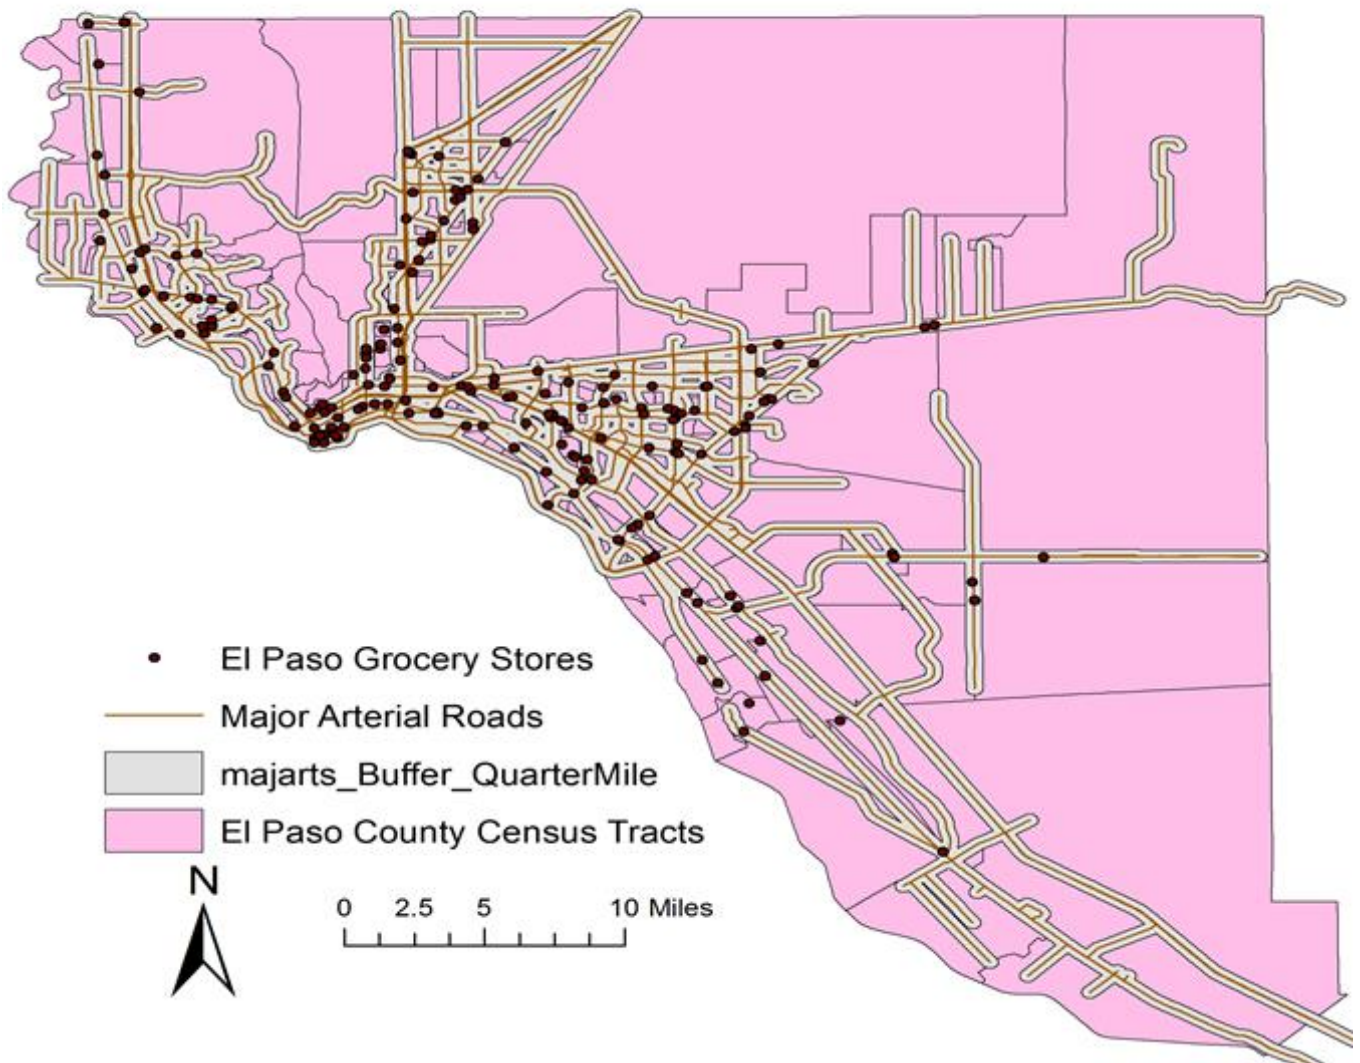 El Paso Grocery Stores
Major Arterial Roads
majarts_Buffer_QuarterMile
El Paso County Census Tracts
N
0 2.5 5 10 Miles